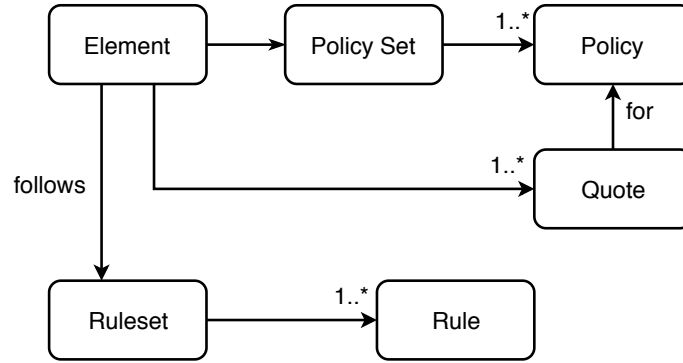 Element
Policy Set
1..*
Policy
for
follows
1..*
Quote
Ruleset
1..*
Rule